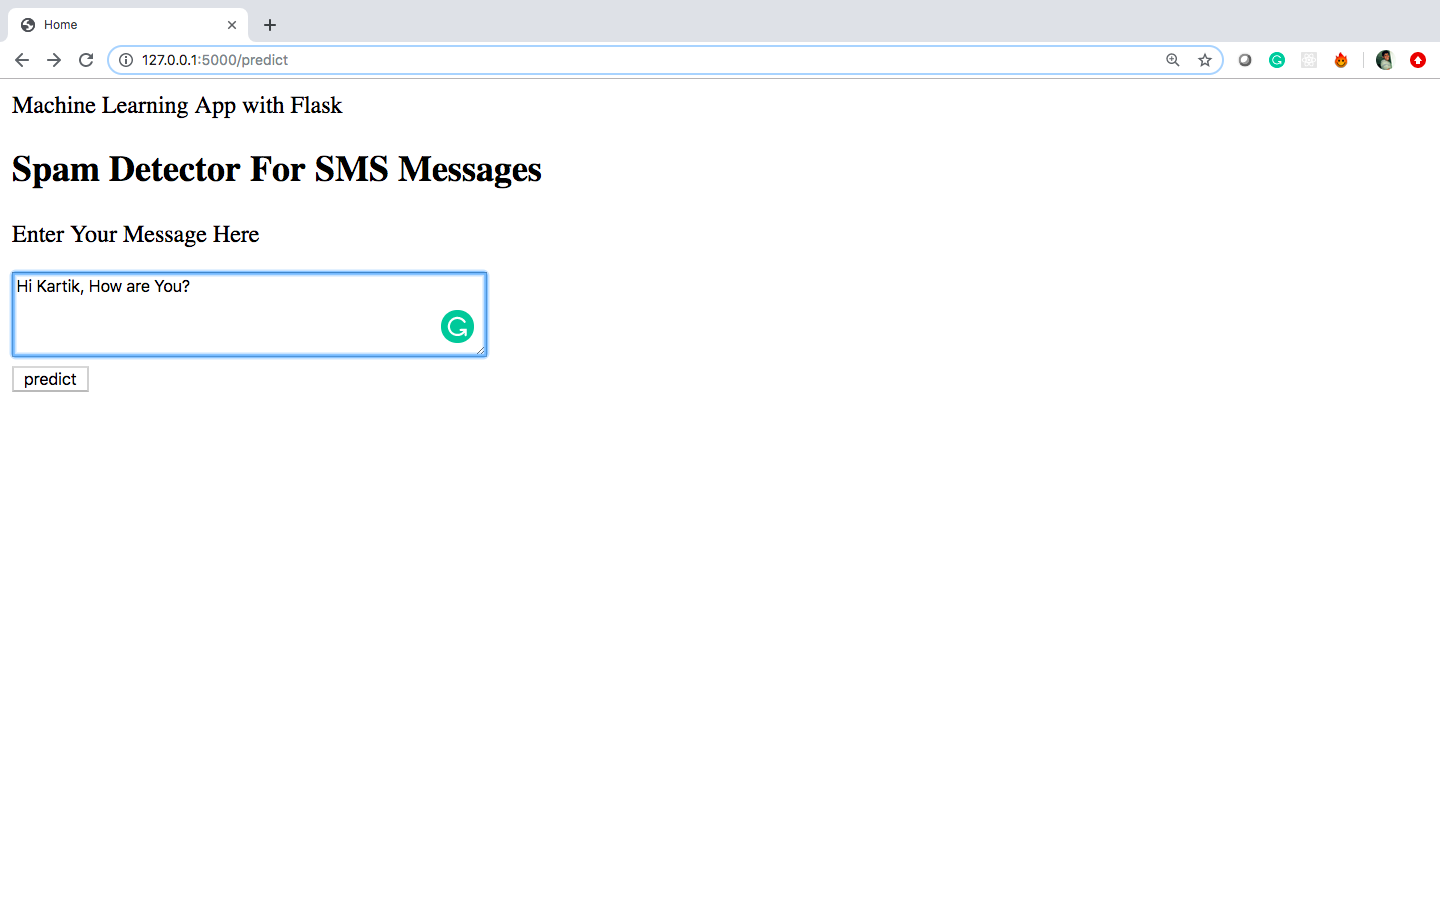 Home
127.0.0.1:5000/predict
Machine Learning App with Flask
Spam Detector For SMS Messages
Enter Your Message Here
Hi Kartik, How are You?
predict